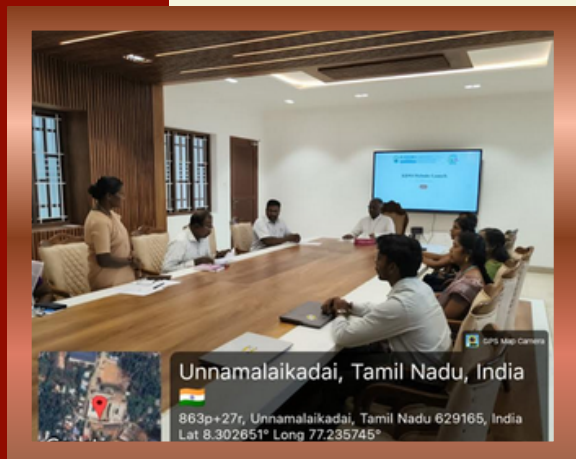 GPS Map Camera
Unnamalaikadai, Tamil Nadu, India
863p+27r, Unnamalaikadai, Tamil Nadu 629165, India
Lat 8.302651° Long 77.235745°